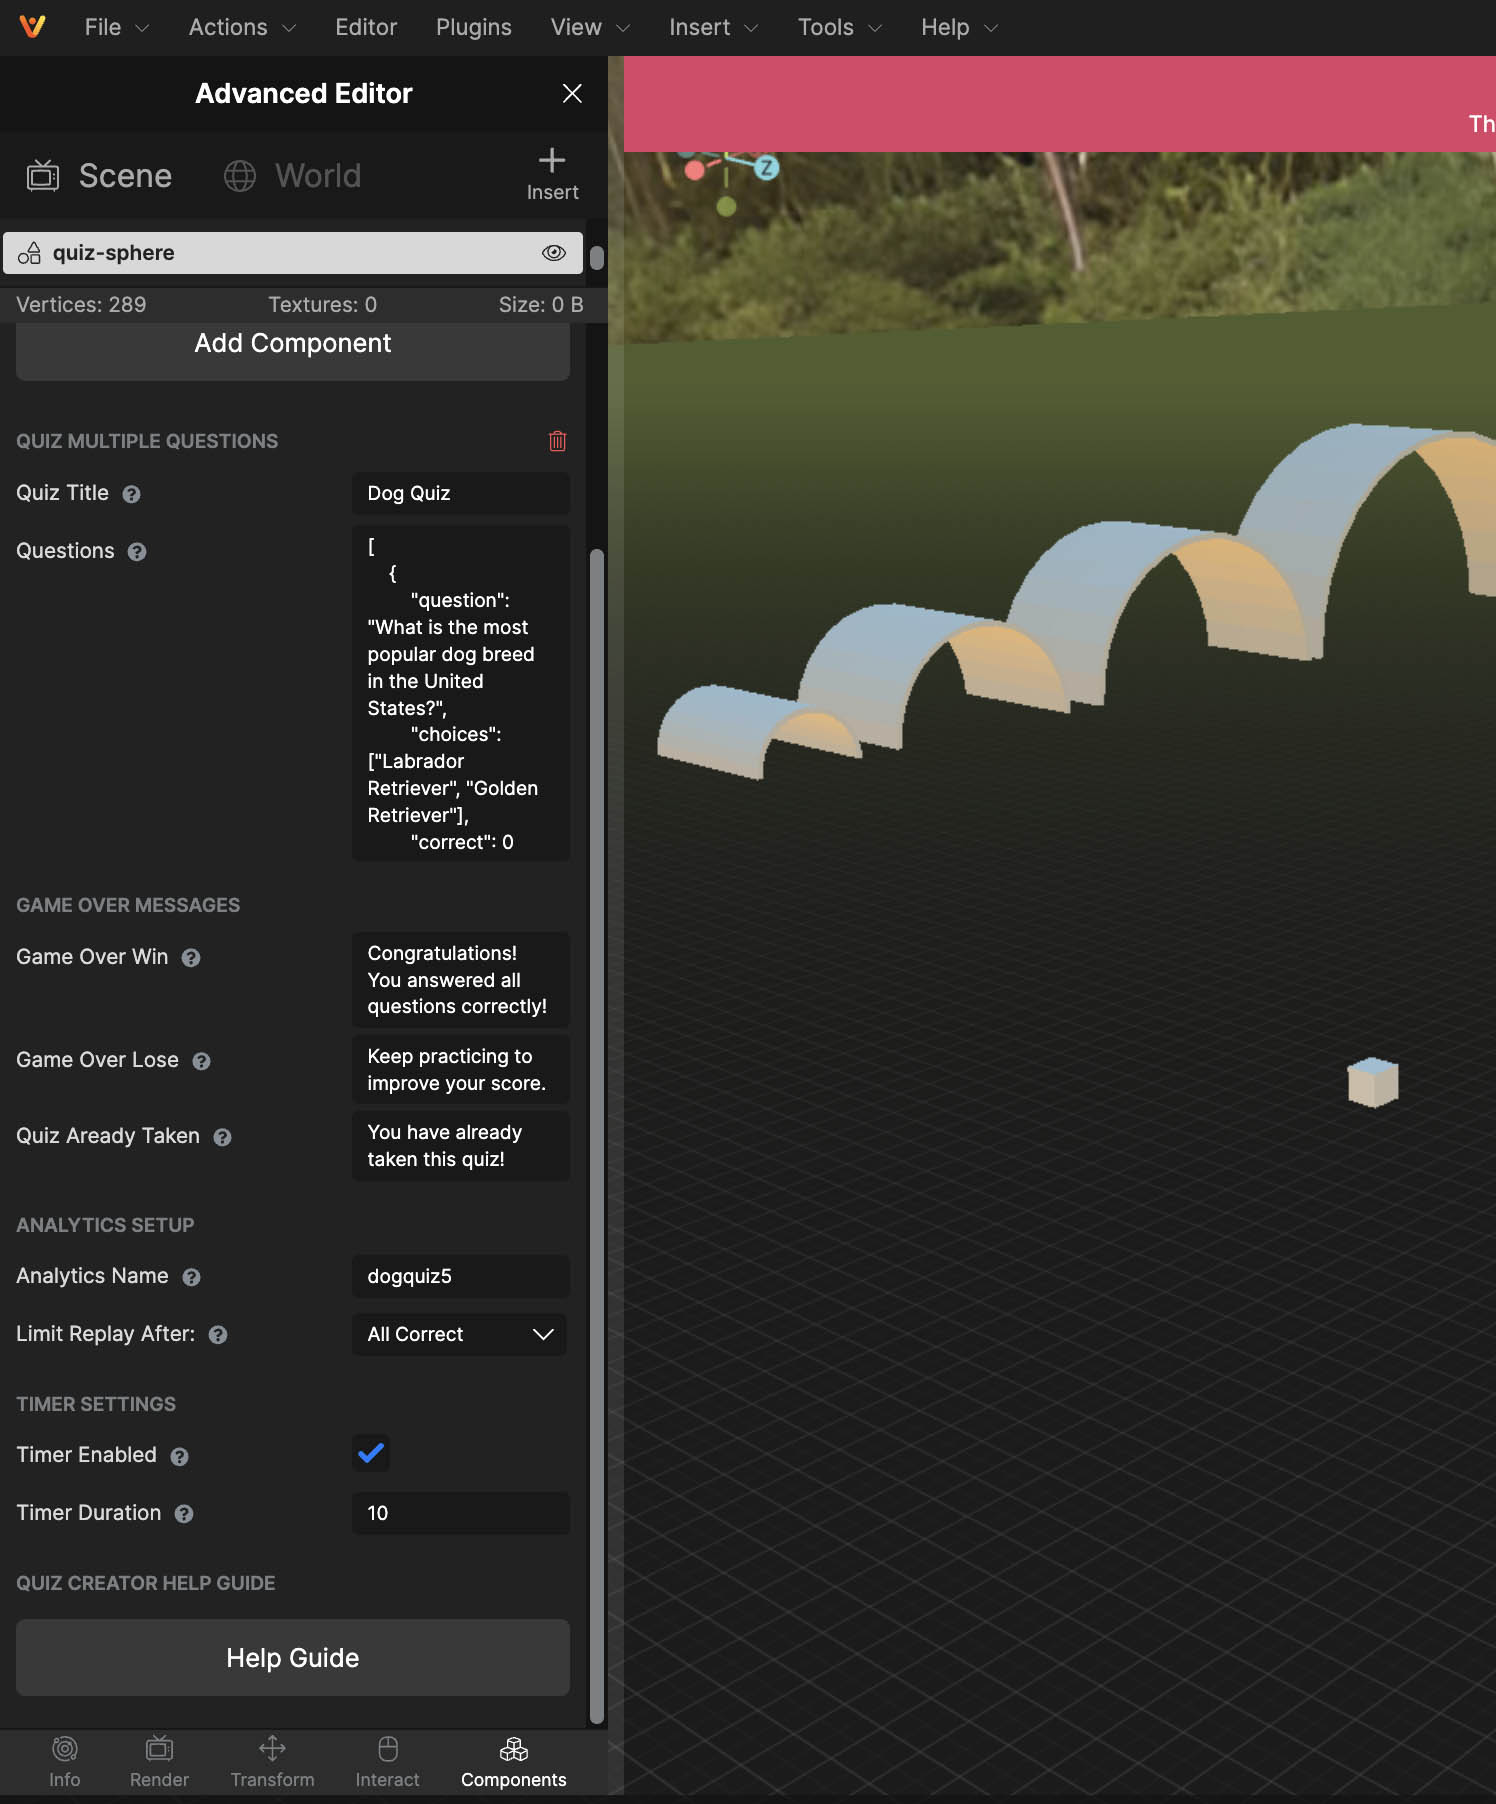 File Actions Editor Plugins View Insert Tools Help
Advanced Editor
Th
Scene World Insert
Z
quiz-sphere
Vertices: 289 Textures: 0 Size: 0 B
Add Component
QUIZ MULTIPLE QUESTIONS
Quiz Title ? Dog Quiz
Questions ?
[
{
"question":
"What is the most
popular dog breed
in the United
States?",
"choices":
["Labrador
Retriever", "Golden
Retriever"],
"correct": 0
GAME OVER MESSAGES
Game Over Win ?
Congratulations!
You answered all
questions correctly!
Game Over Lose ?
Keep practicing to
improve your score.
Quiz Aready Taken ?
You have already
taken this quiz!
ANALYTICS SETUP
Analytics Name ? dogquiz5
Limit Replay After: ? All Correct
TIMER SETTINGS
Timer Enabled ?
Timer Duration ? 10
QUIZ CREATOR HELP GUIDE
Help Guide
Info Render Transform Interact Components